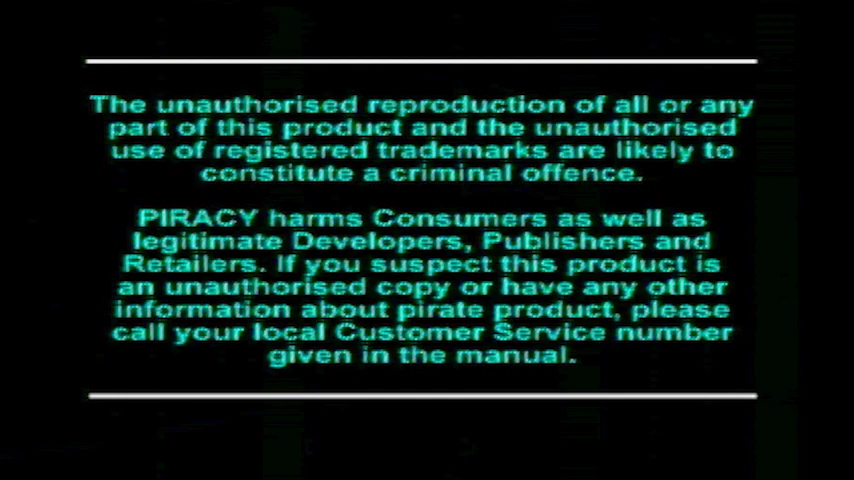 The unauthorised reproduction of all or any
part of this product and the unauthorised
use of registered trademarks are likely to
constitute a criminal offence.
PIRACY harms Consumers as well as
legitimate Developers, Publishers and
Retailers. If you suspect this product is
an unauthorised copy or have any other
information about pirate product, please
call your local Customer Service number
given in the manual.